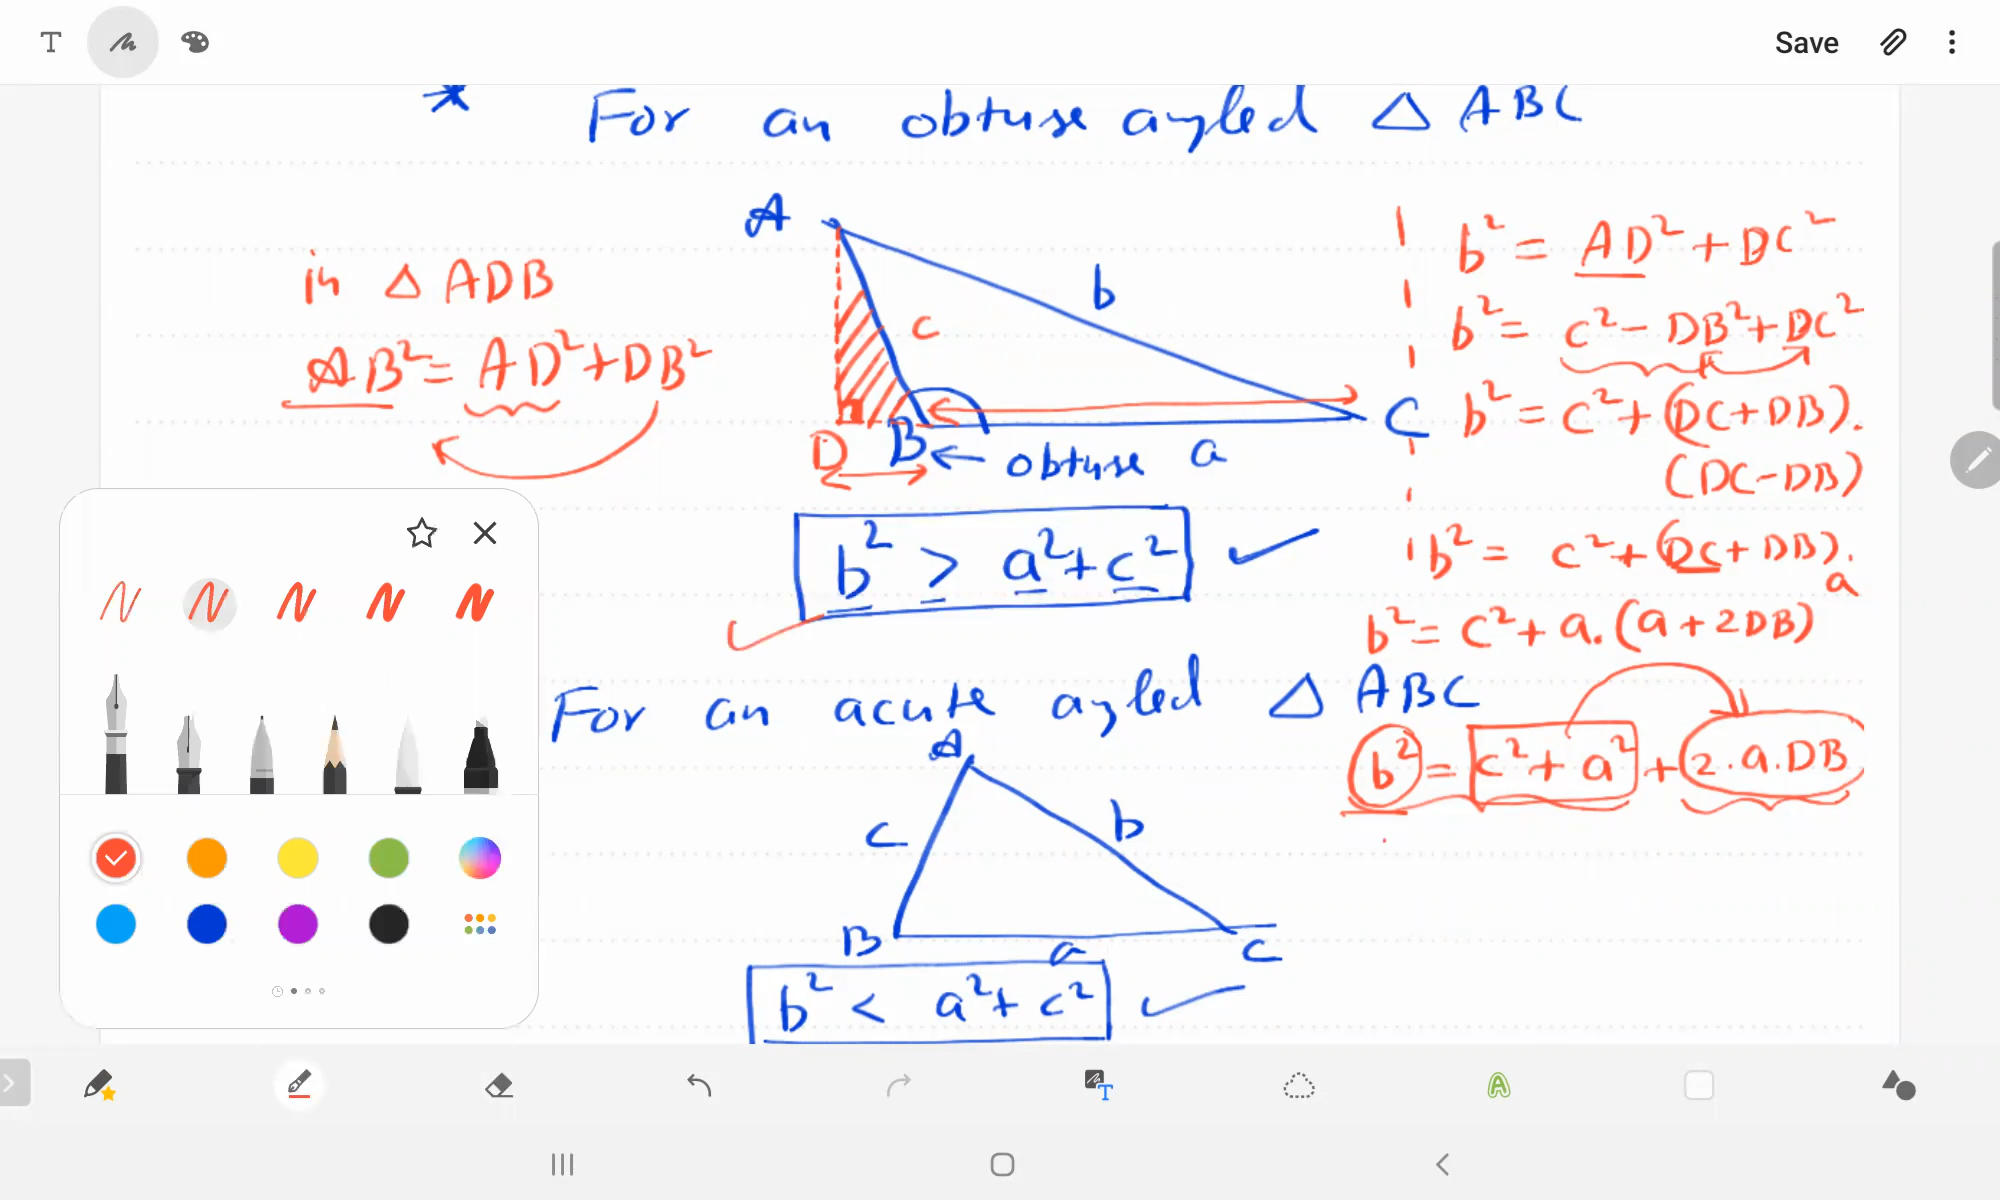 Save
* For an obtuse angled △ ABC
A
b
c
D B ← obtuse a C
in △ ADB
AB² = AD² + DB²
b² > a² + c² ✓
b² = AD² + DC²
b² = c² - DB² + DC²
b² = c² + (DC + DB).
(DC - DB)
b² = c² + (DC + DB).
a
b² = c² + a.(a + 2DB)
b² = c² + a² + 2.a.DB
For an acute angled △ ABC
A
c b
B a C
b² < a² + c² ✓